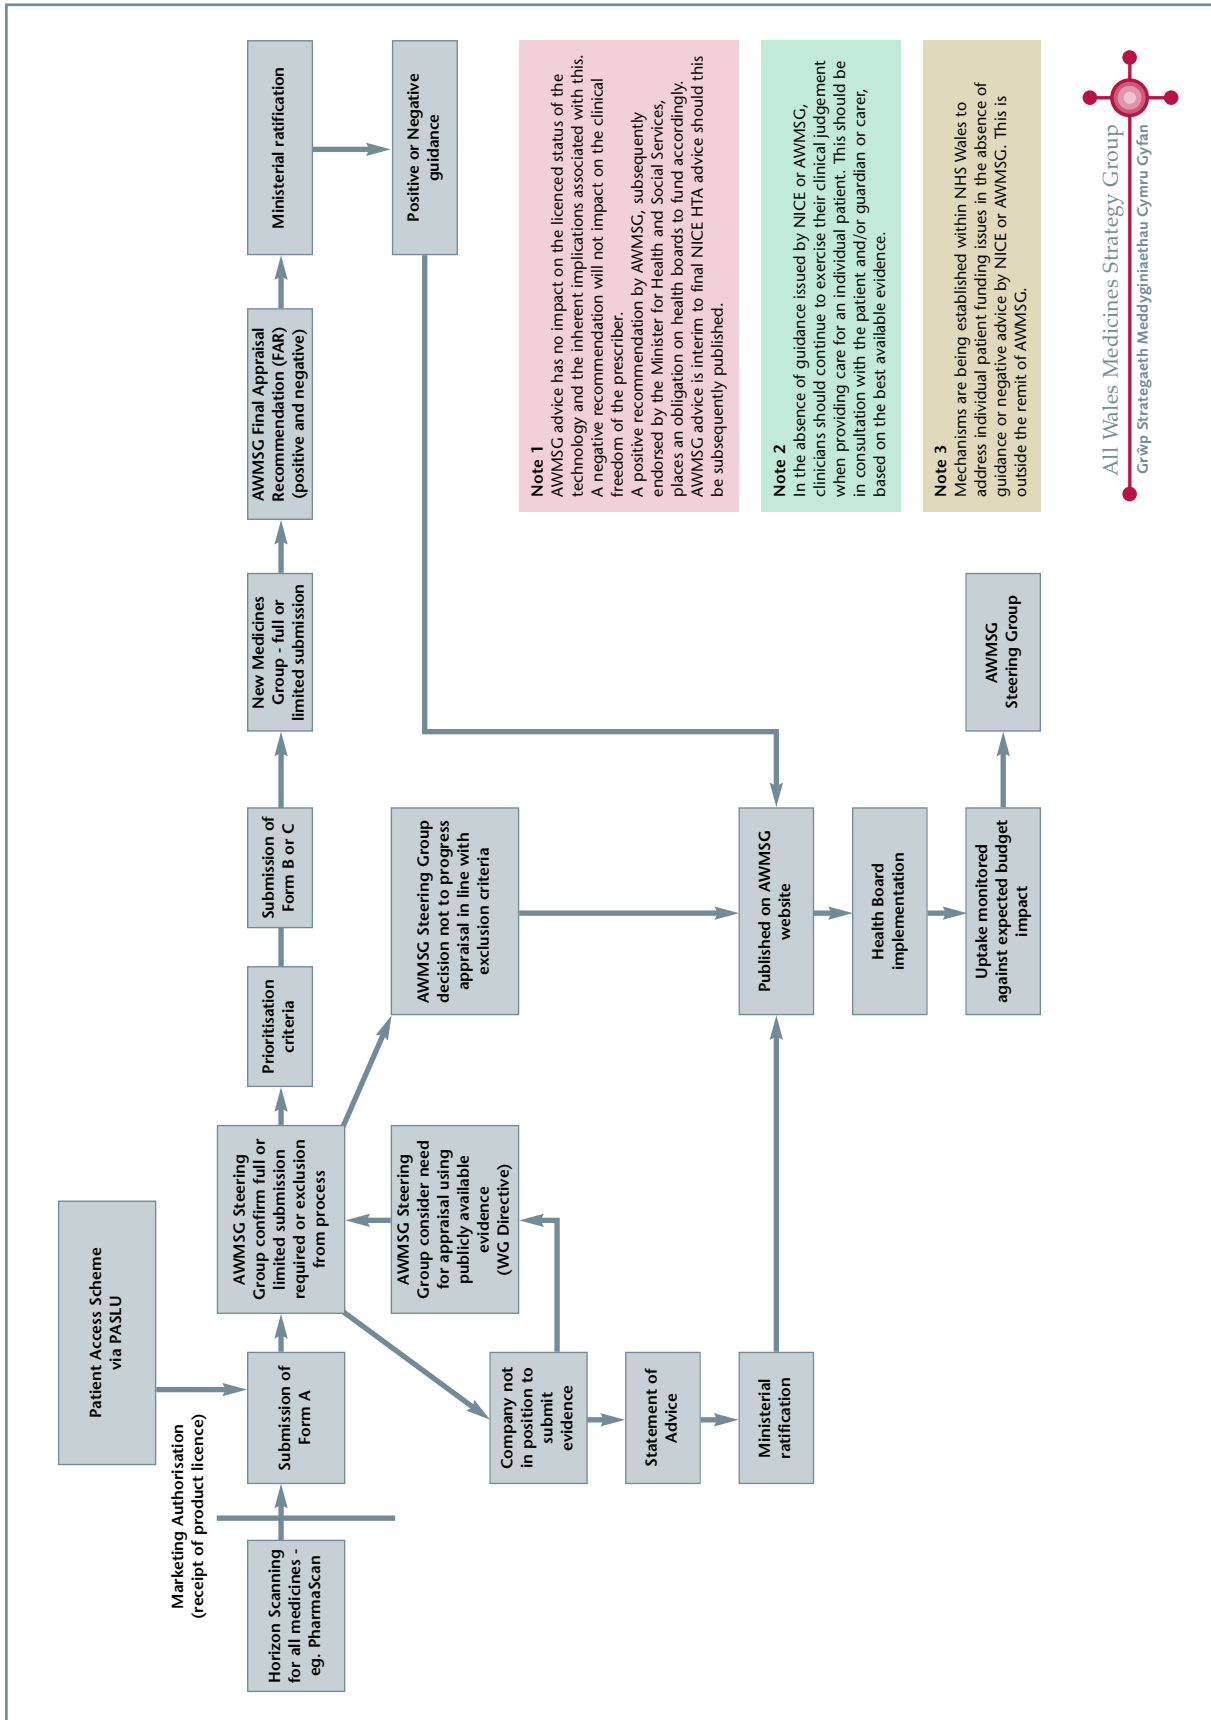 Patient Access Scheme
via PASLU
Marketing Authorisation
(receipt of product licence)
Horizon Scanning
for all medicines -
eg. PharmaScan
Submission of
Form A
AWMSG Steering
Group confirm full or
limited submission
required or exclusion
from process
Prioritisation
criteria
Submission of
Form B or C
New Medicines
Group - full or
limited submission
AWMSG Final Appraisal
Recommendation (FAR)
(positive and negative)
Ministerial ratification
Positive or Negative
guidance
AWMSG Steering
Group consider need
for appraisal using
publicly available
evidence
(WG Directive)
AWMSG Steering Group
decision not to progress
appraisal in line with
exclusion criteria
Company not
in position to
submit
evidence
Statement of
Advice
Ministerial
ratification
Published on AWMSG
website
Health Board
implementation
Uptake monitored
against expected budget
impact
AWMSG
Steering Group
Note 1
AWMSG advice has no impact on the licenced status of the
technology and the inherent implications associated with this.
A negative recommendation will not impact on the clinical
freedom of the prescriber.
A positive recommendation by AWMSG, subsequently
endorsed by the Minister for Health and Social Services,
places an obligation on health boards to fund accordingly.
AWMSG advice is interim to final NICE HTA advice should this
be subsequently published.
Note 2
In the absence of guidance issued by NICE or AWMSG,
clinicians should continue to exercise their clinical judgement
when providing care for an individual patient. This should be
in consultation with the patient and/or guardian or carer,
based on the best available evidence.
Note 3
Mechanisms are being established within NHS Wales to
address individual patient funding issues in the absence of
guidance or negative advice by NICE or AWMSG. This is
outside the remit of AWMSG.
All Wales Medicines Strategy Group
Grŵp Strategaeth Meddyginiaethau Cymru Gyfan